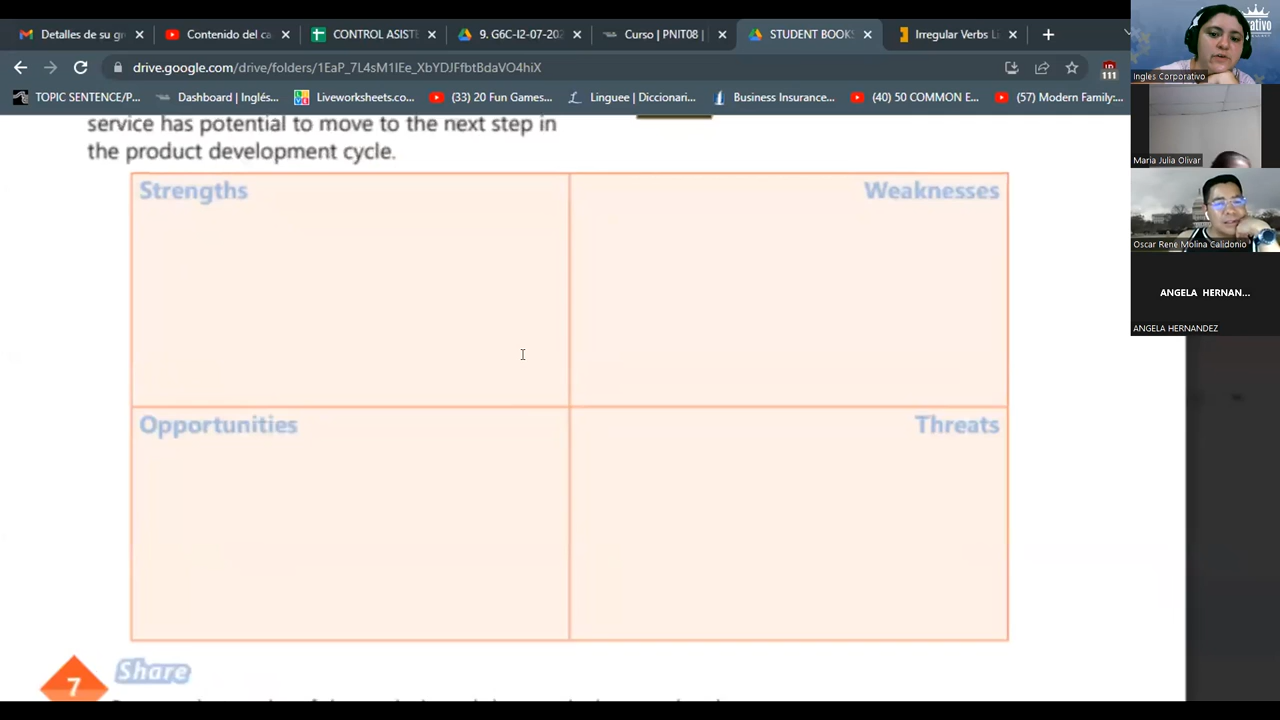 Detalles de su gr
Contenido del ca
CONTROL ASISTE
9. G6C-I2-07-202
Curso | PNIT08 |
STUDENT BOOKS
Irregular Verbs Li
drive.google.com/drive/folders/1EaP_7L4sM1IEe_XbYDJFfbtBdaVO4hiX
111
TOPIC SENTENCE/P...
Dashboard | Inglés...
Liveworksheets.co...
(33) 20 Fun Games...
Linguee | Diccionari...
Business Insurance...
(40) 50 COMMON E...
(57) Modern Family:...
service has potential to move to the next step in
the product development cycle.
Strengths
Weaknesses
Opportunities
Threats
7
Share
Ingles Corporativo
Maria Julia Olivar
Oscar Rene Molina Calidonio
ANGELA HERNAN...
ANGELA HERNANDEZ